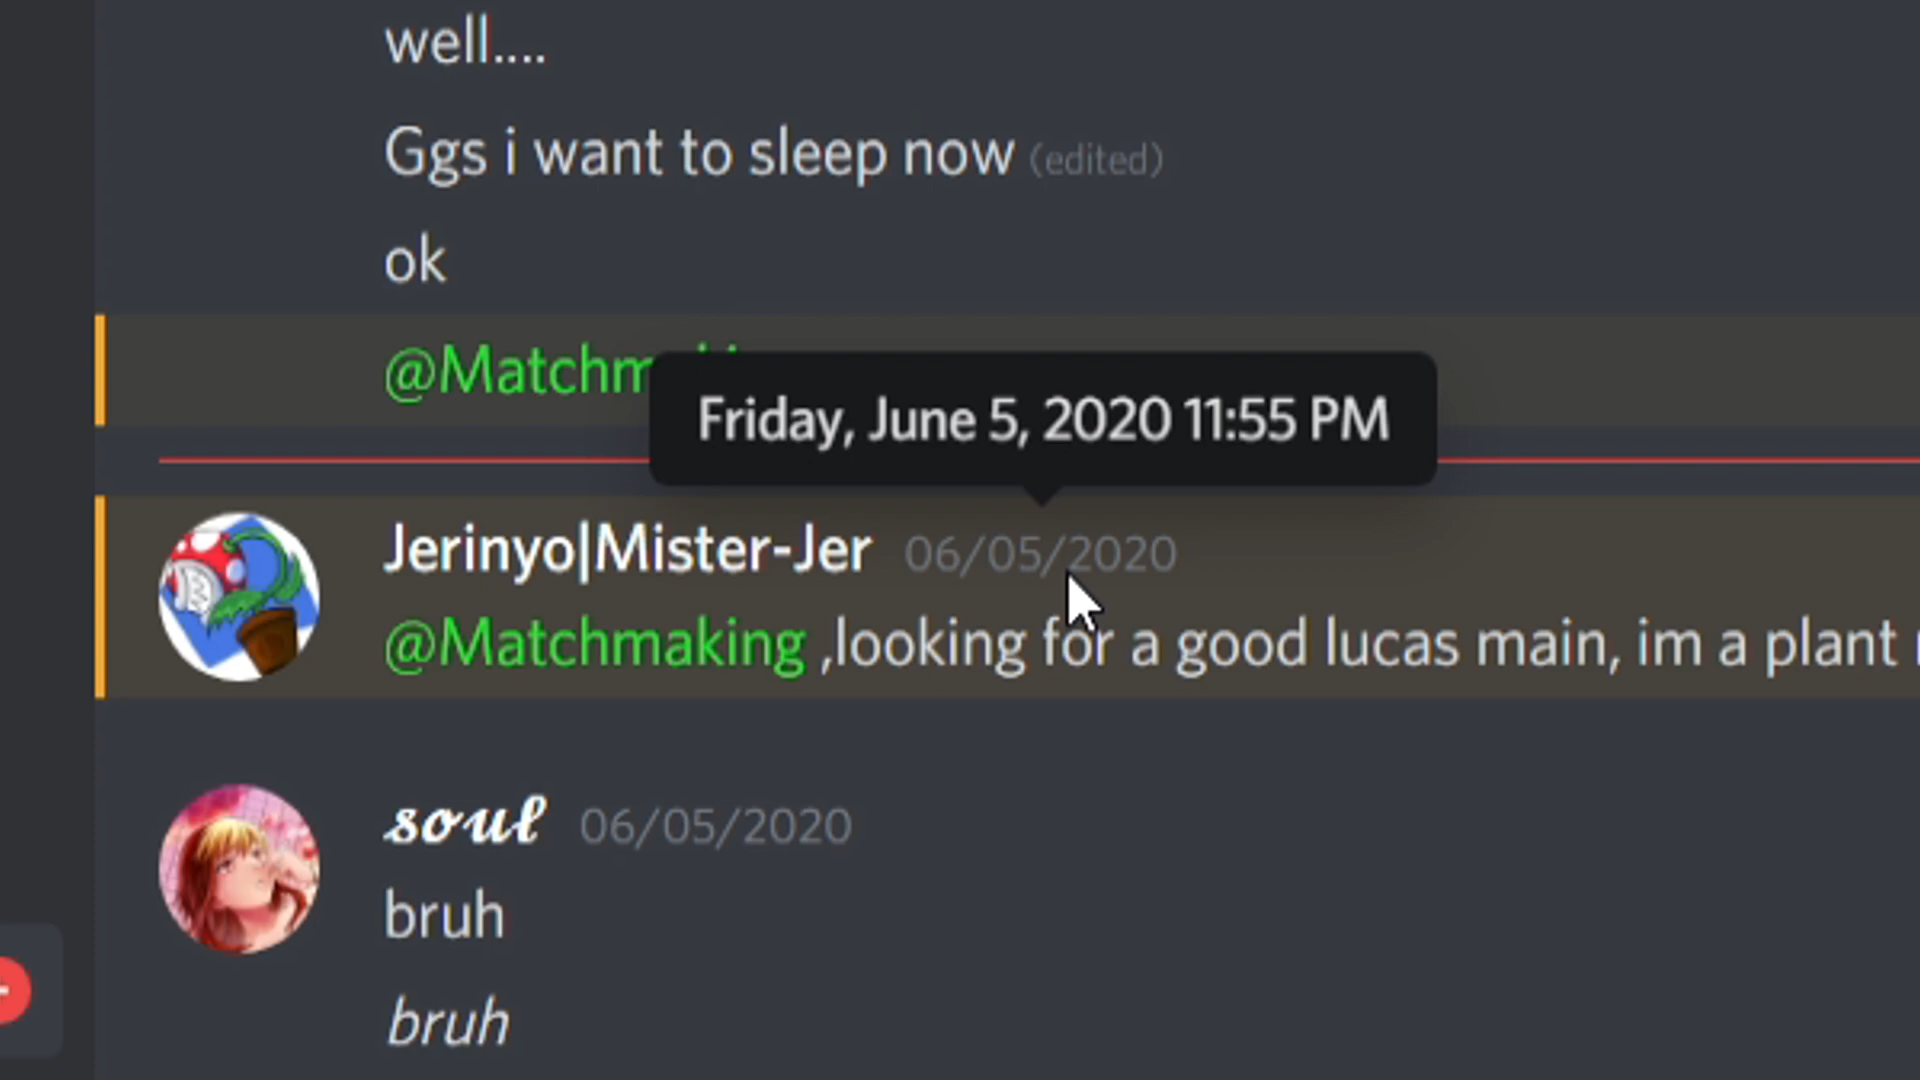 well....
Ggs i want to sleep now (edited)
ok
Friday, June 5, 2020 11:55 PM
Jerinyo|Mister-Jer 06/05/2020
@Matchmaking ,looking for a good lucas main, im a plant
soul 06/05/2020
bruh
bruh